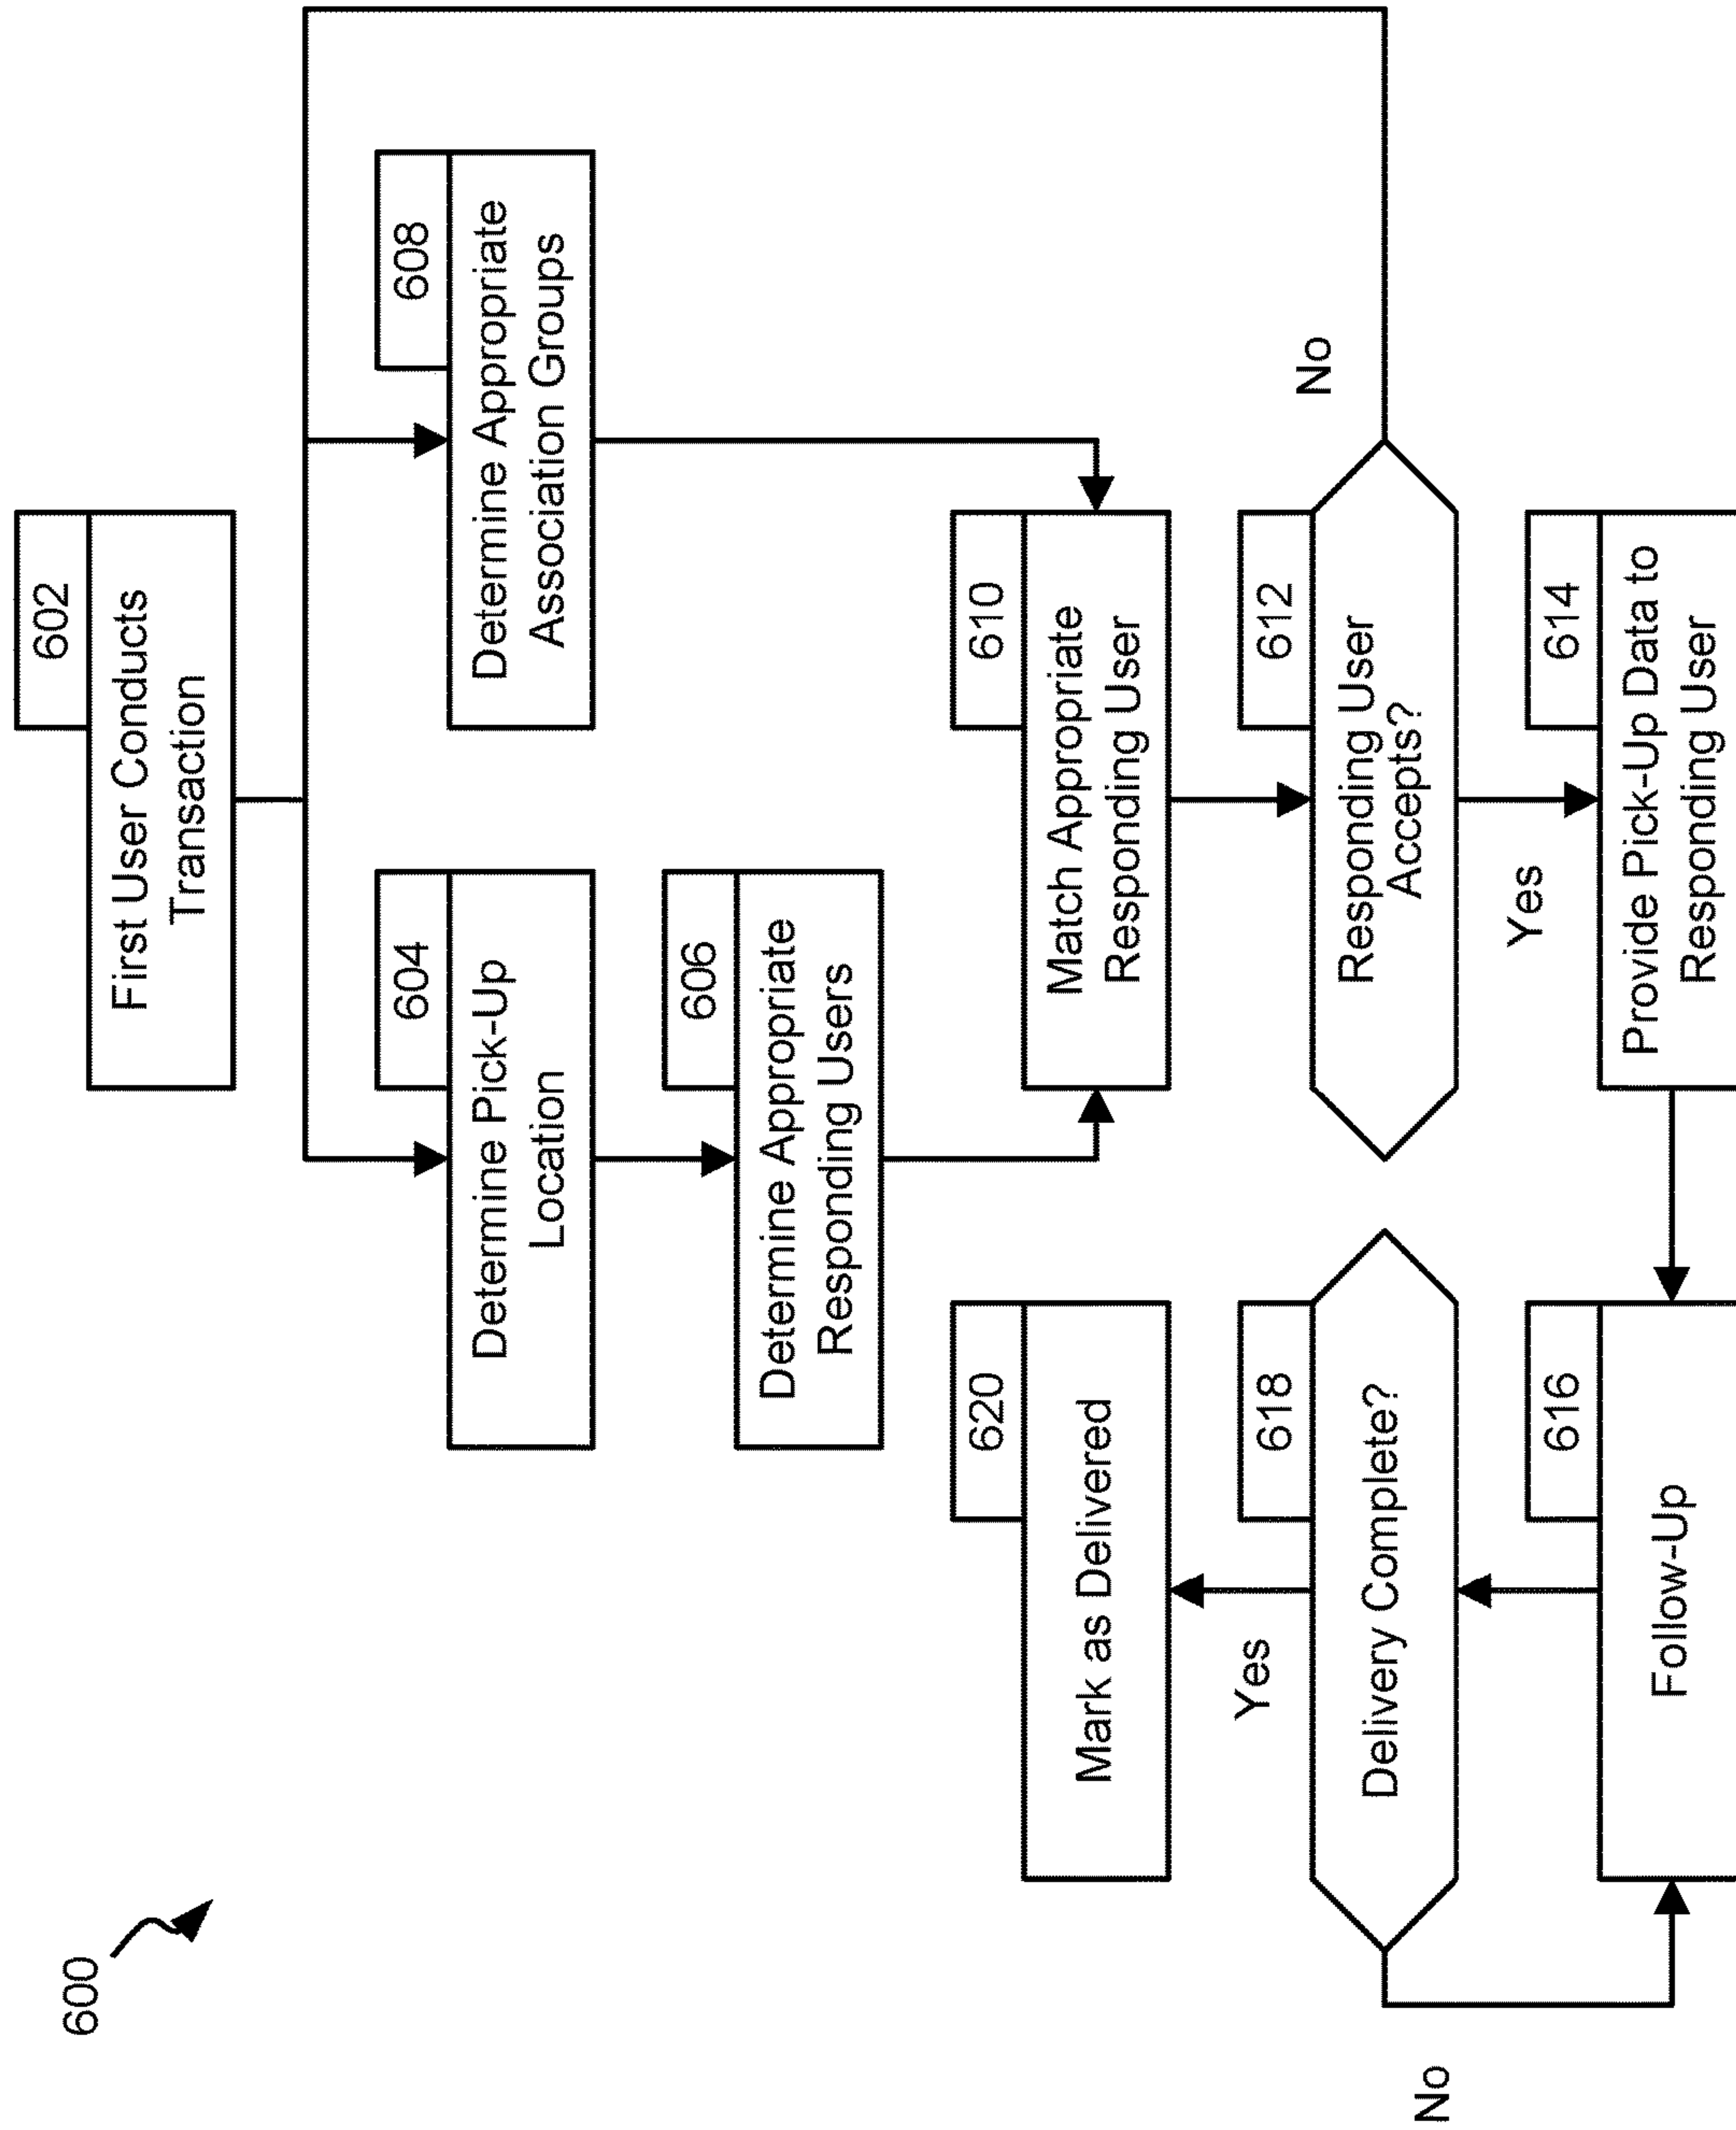 600
602
First User Conducts
Transaction
604
Determine Pick-Up
Location
608
Determine Appropriate
Association Groups
606
Determine Appropriate
Responding Users
610
Match Appropriate
Responding User
612
Responding User
Accepts?
No
Yes
614
Provide Pick-Up Data to
Responding User
616
Follow-Up
618
Delivery Complete?
No
Yes
620
Mark as Delivered